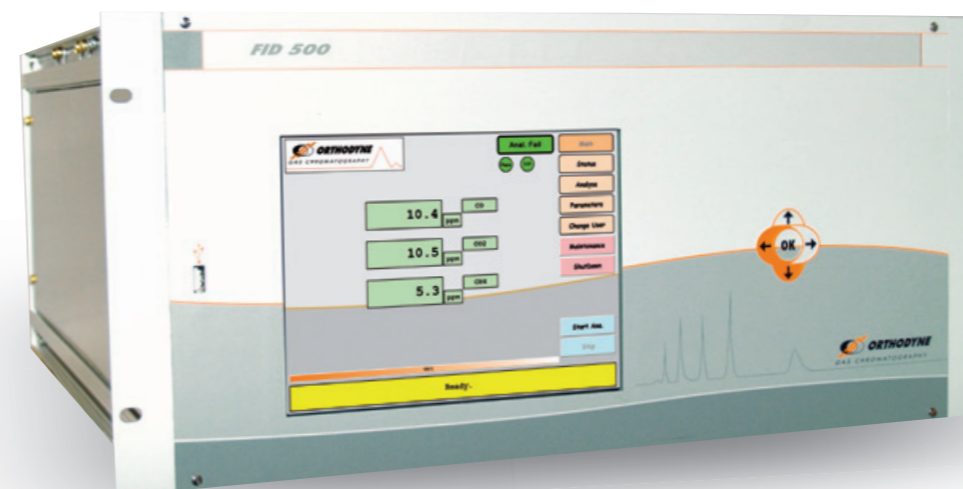 FID 500
ORTHODYNE
GAS CHROMATOGRAPHY
Anal. Fail
Main
Status
Analyse
Parameters
Change User
Maintenance
ShutDown
10.4 ppm CO
10.5 ppm CO2
5.3 ppm CH4
Start Ana.
Stop
Ready.
OK
ORTHODYNE
GAS CHROMATOGRAPHY